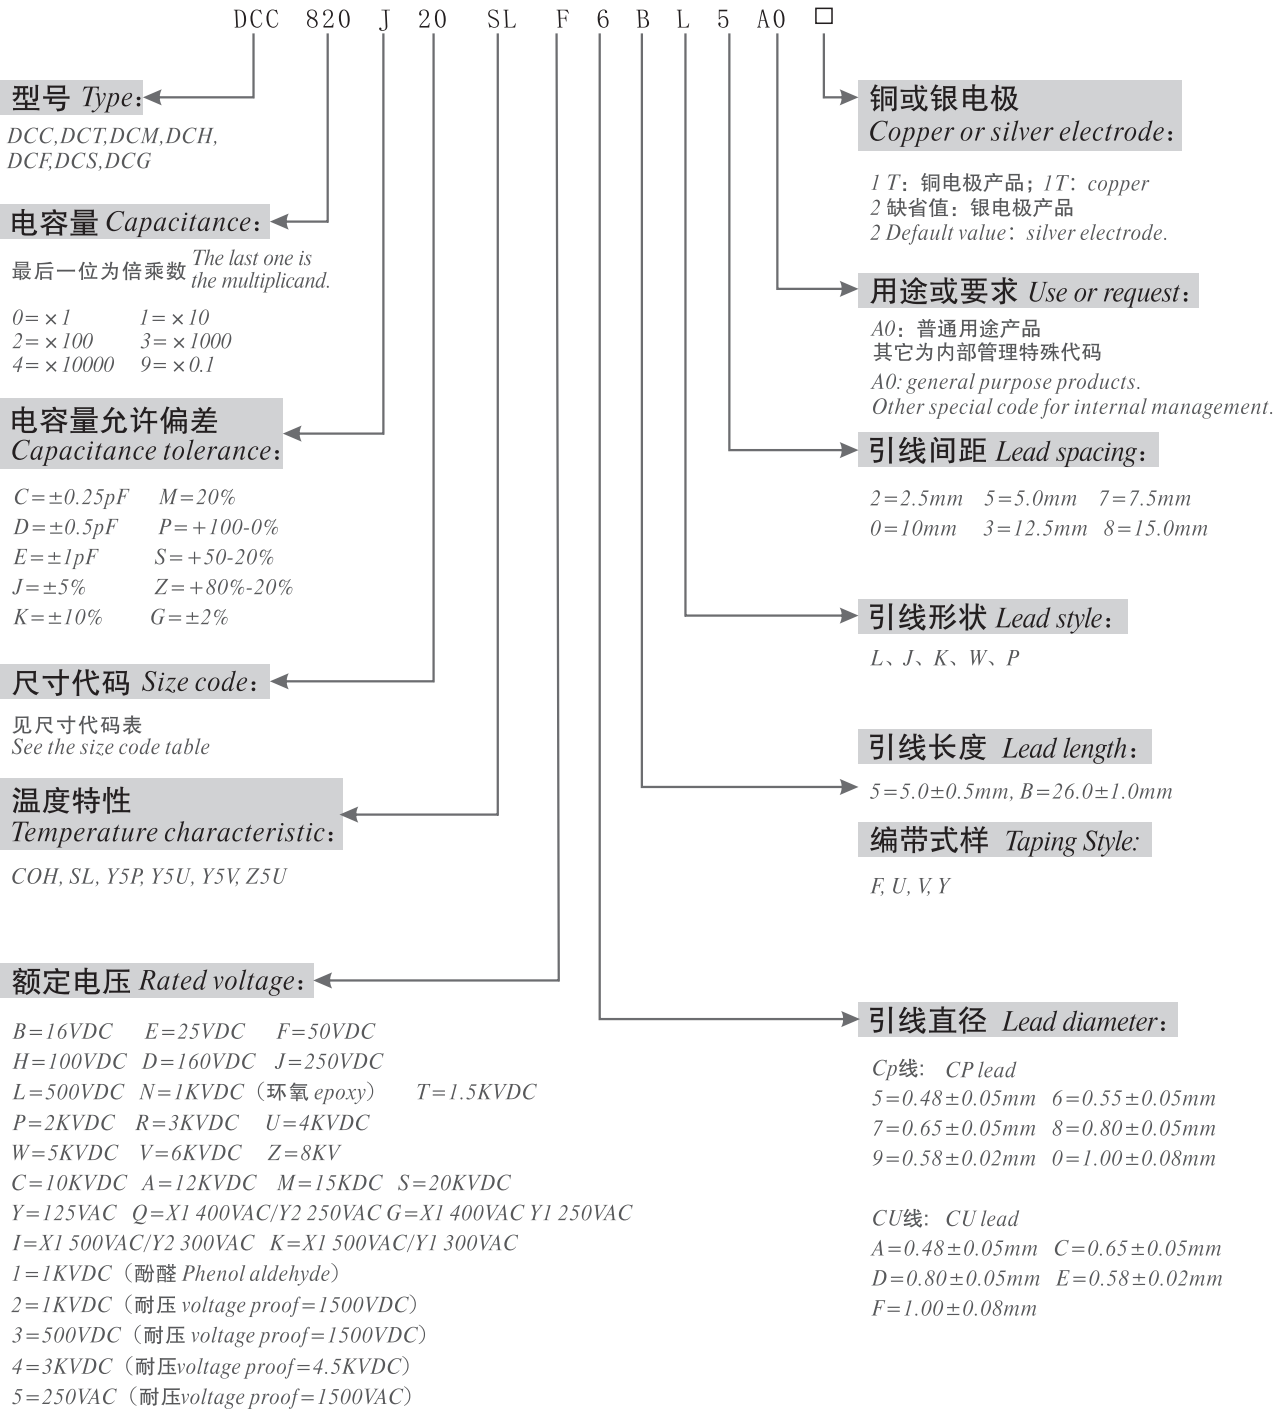 DCC 820 J 20 SL F 6 B L 5 A0 □
型号 Type:
DCC,DCT,DCM,DCH,
DCF,DCS,DCG
电容量 Capacitance:
最后一位为倍乘数 The last one is
the multiplicand.
0=×1 1=×10
2=×100 3=×1000
4=×10000 9=×0.1
电容量允许偏差
Capacitance tolerance:
C=±0.25pF M=20%
D=±0.5pF P=+100-0%
E=±1pF S=+50-20%
J=±5% Z=+80%-20%
K=±10% G=±2%
尺寸代码 Size code:
见尺寸代码表
See the size code table
温度特性
Temperature characteristic:
COH, SL, Y5P, Y5U, Y5V, Z5U
额定电压 Rated voltage:
B=16VDC E=25VDC F=50VDC
H=100VDC D=160VDC J=250VDC
L=500VDC N=1KVDC（环氧 epoxy） T=1.5KVDC
P=2KVDC R=3KVDC U=4KVDC
W=5KVDC V=6KVDC Z=8KV
C=10KVDC A=12KVDC M=15KDC S=20KVDC
Y=125VAC Q=X1 400VAC/Y2 250VAC G=X1 400VAC Y1 250VAC
I=X1 500VAC/Y2 300VAC K=X1 500VAC/Y1 300VAC
1=1KVDC（酚醛 Phenol aldehyde）
2=1KVDC（耐压 voltage proof=1500VDC）
3=500VDC（耐压 voltage proof=1500VDC）
4=3KVDC（耐压voltage proof=4.5KVDC）
5=250VAC（耐压voltage proof=1500VAC）
铜或银电极
Copper or silver electrode:
1 T：铜电极产品；1T：copper
2 缺省值：银电极产品
2 Default value：silver electrode.
用途或要求 Use or request:
A0：普通用途产品
其它为内部管理特殊代码
A0: general purpose products.
Other special code for internal management.
引线间距 Lead spacing:
2=2.5mm 5=5.0mm 7=7.5mm
0=10mm 3=12.5mm 8=15.0mm
引线形状 Lead style:
L、J、K、W、P
引线长度 Lead length:
5=5.0±0.5mm, B=26.0±1.0mm
编带式样 Taping Style:
F, U, V, Y
引线直径 Lead diameter:
Cp线: CP lead
5=0.48±0.05mm 6=0.55±0.05mm
7=0.65±0.05mm 8=0.80±0.05mm
9=0.58±0.02mm 0=1.00±0.08mm
CU线: CU lead
A=0.48±0.05mm C=0.65±0.05mm
D=0.80±0.05mm E=0.58±0.02mm
F=1.00±0.08mm